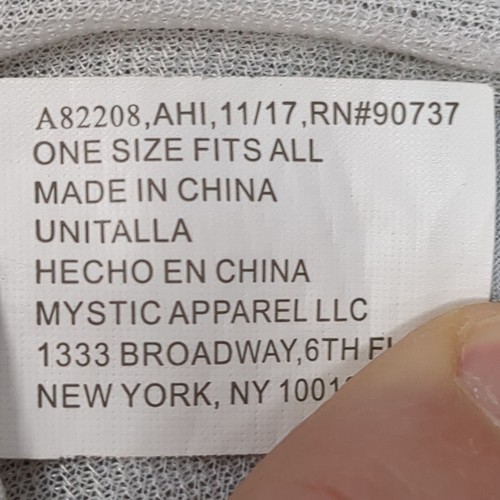 A82208,AHI,11/17,RN#90737
ONE SIZE FITS ALL
MADE IN CHINA
UNITALLA
HECHO EN CHINA
MYSTIC APPAREL LLC
1333 BROADWAY,6TH
NEW YORK, NY